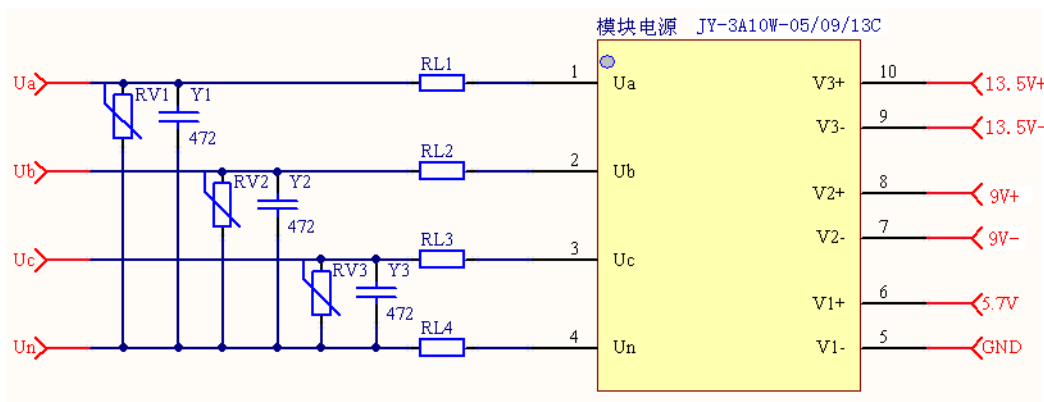 模块电源 JY-3A10W-05/09/13C
Ua RV1 Y1 472 RL1 1 Ua V3+ 10 13.5V+
V3- 9 13.5V-
Ub RV2 Y2 472 RL2 2 Ub V2+ 8 9V+
V2- 7 9V-
Uc RV3 Y3 472 RL3 3 Uc V1+ 6 5.7V
Un RL4 4 Un V1- 5 GND